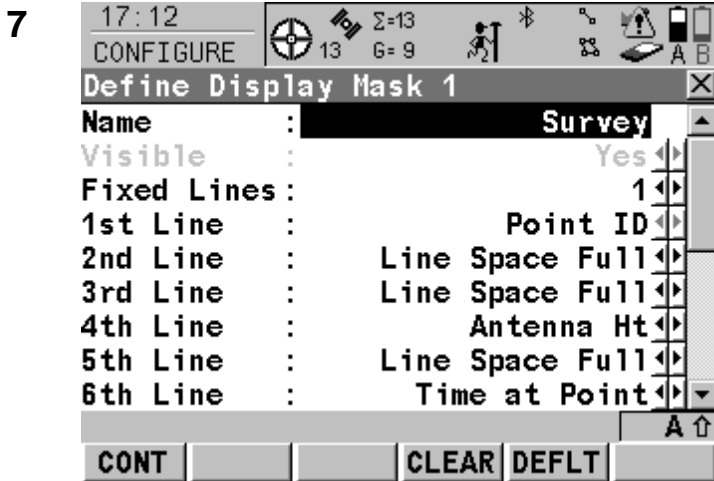 7
17:12
CONFIGURE
13
Σ=13
G= 9
A B
Define Display Mask 1
Name : Survey
Visible : Yes
Fixed Lines : 1
1st Line : Point ID
2nd Line : Line Space Full
3rd Line : Line Space Full
4th Line : Antenna Ht
5th Line : Line Space Full
6th Line : Time at Point
A
CONT CLEAR DEFLT